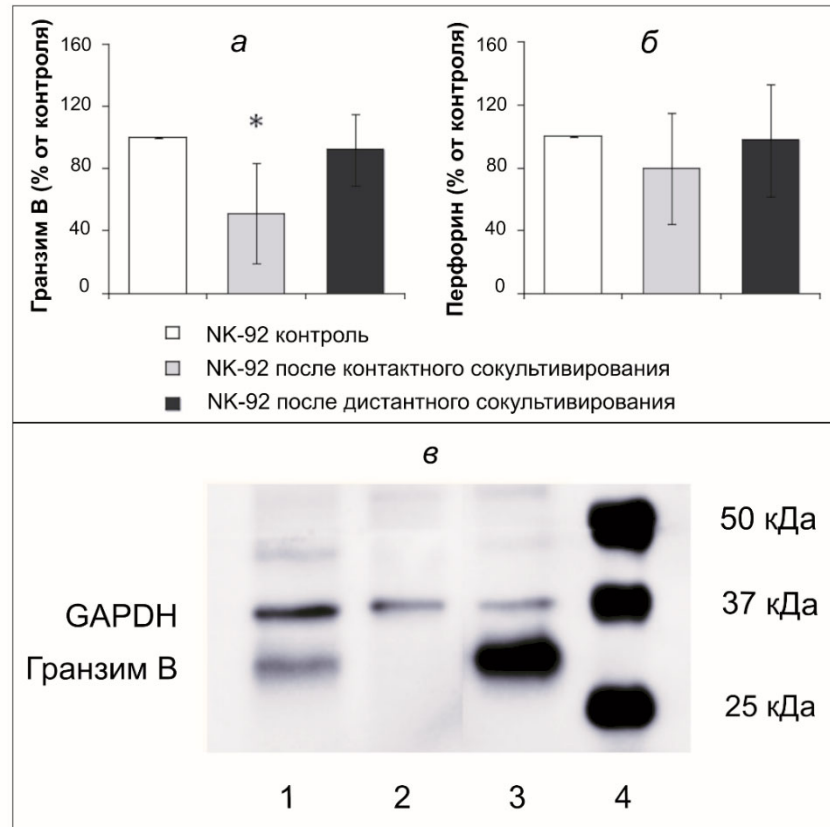 а
160
120
80
40
0
Гранзим В (% от контроля)
*
б
160
120
80
40
0
Перфорин (% от контроля)
NK-92 контроль
NK-92 после контактного сокультивирования
NK-92 после дистантного сокультивирования
в
50 кДа
GAPDH
37 кДа
Гранзим В
25 кДа
1 2 3 4